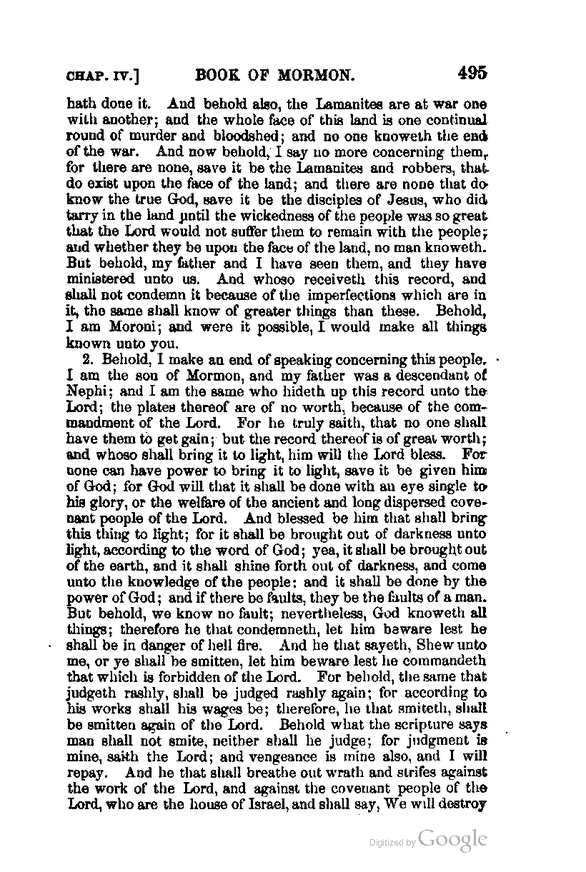 CHAP. IV.] BOOK OF MORMON. 495
hath done it. And behold also, the Lamanites are at war one
with another; and the whole face of this land is one continual
round of murder and bloodshed; and no one knoweth the end
of the war. And now behold, I say no more concerning them,
for there are none, save it be the Lamanites and robbers, that
do exist upon the face of the land; and there are none that do
know the true God, save it be the disciples of Jesus, who did
tarry in the land until the wickedness of the people was so great
that the Lord would not suffer them to remain with the people;
and whether they be upon the face of the land, no man knoweth.
But behold, my father and I have seen them, and they have
ministered unto us. And whoso receiveth this record, and
shall not condemn it because of the imperfections which are in
it, the same shall know of greater things than these. Behold,
I am Moroni; and were it possible, I would make all things
known unto you.
2. Behold, I make an end of speaking concerning this people.
I am the son of Mormon, and my father was a descendant of
Nephi; and I am the same who hideth up this record unto the
Lord; the plates thereof are of no worth, because of the com-
mandment of the Lord. For he truly saith, that no one shall
have them to get gain; but the record thereof is of great worth;
and whoso shall bring it to light, him will the Lord bless. For
none can have power to bring it to light, save it be given him
of God; for God will that it shall be done with an eye single to
his glory, or the welfare of the ancient and long dispersed cove-
nant people of the Lord. And blessed be him that shall bring
this thing to light; for it shall be brought out of darkness unto
light, according to the word of God; yea, it shall be brought out
of the earth, and it shall shine forth out of darkness, and come
unto the knowledge of the people: and it shall be done by the
power of God; and if there be faults, they be the faults of a man.
But behold, we know no fault; nevertheless, God knoweth all
things; therefore he that condemneth, let him beware lest he
shall be in danger of hell fire. And he that sayeth, Shew unto
me, or ye shall be smitten, let him beware lest he commandeth
that which is forbidden of the Lord. For behold, the same that
judgeth rashly, shall be judged rashly again; for according to
his works shall his wages be; therefore, he that smiteth, shall
be smitten again of the Lord. Behold what the scripture says
man shall not smite, neither shall he judge; for judgment is
mine, saith the Lord; and vengeance is mine also, and I will
repay. And he that shall breathe out wrath and strifes against
the work of the Lord, and against the covenant people of the
Lord, who are the house of Israel, and shall say, We will destroy
Digitized by Google